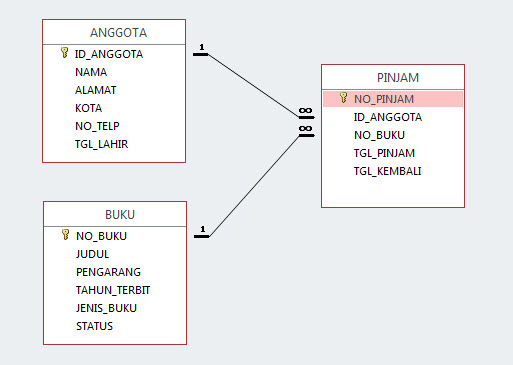 ANGGOTA
ID_ANGGOTA
NAMA
ALAMAT
KOTA
NO_TELP
TGL_LAHIR
1
PINJAM
NO_PINJAM
ID_ANGGOTA
NO_BUKU
TGL_PINJAM
TGL_KEMBALI
∞
∞
BUKU
NO_BUKU
JUDUL
PENGARANG
TAHUN_TERBIT
JENIS_BUKU
STATUS
1